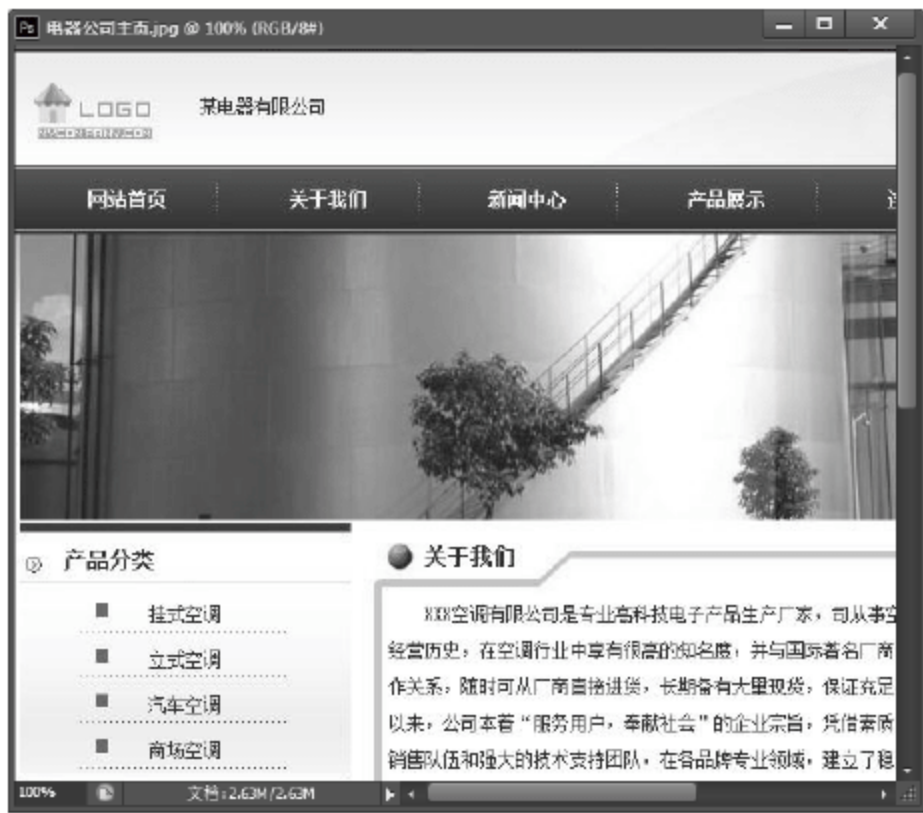 Ps 电器公司主页.jpg @ 100% (RGB/8#)
LOGO
某电器有限公司
网站首页 关于我们 新闻中心 产品展示
产品分类
挂式空调
立式空调
汽车空调
商场空调
关于我们
XXX空调有限公司是专业高科技电子产品生产厂家，司从事空
经营历史，在空调行业中享有很高的知名度，并与国际著名厂商
作关系，随时可从厂商直接进货，长期备有大量现货，保证充足
以来，公司本着“服务用户，奉献社会”的企业宗旨，凭借素质
销售队伍和强大的技术支持团队，在各品牌专业领域，建立了稳
100% 文档:2.63M/2.63M